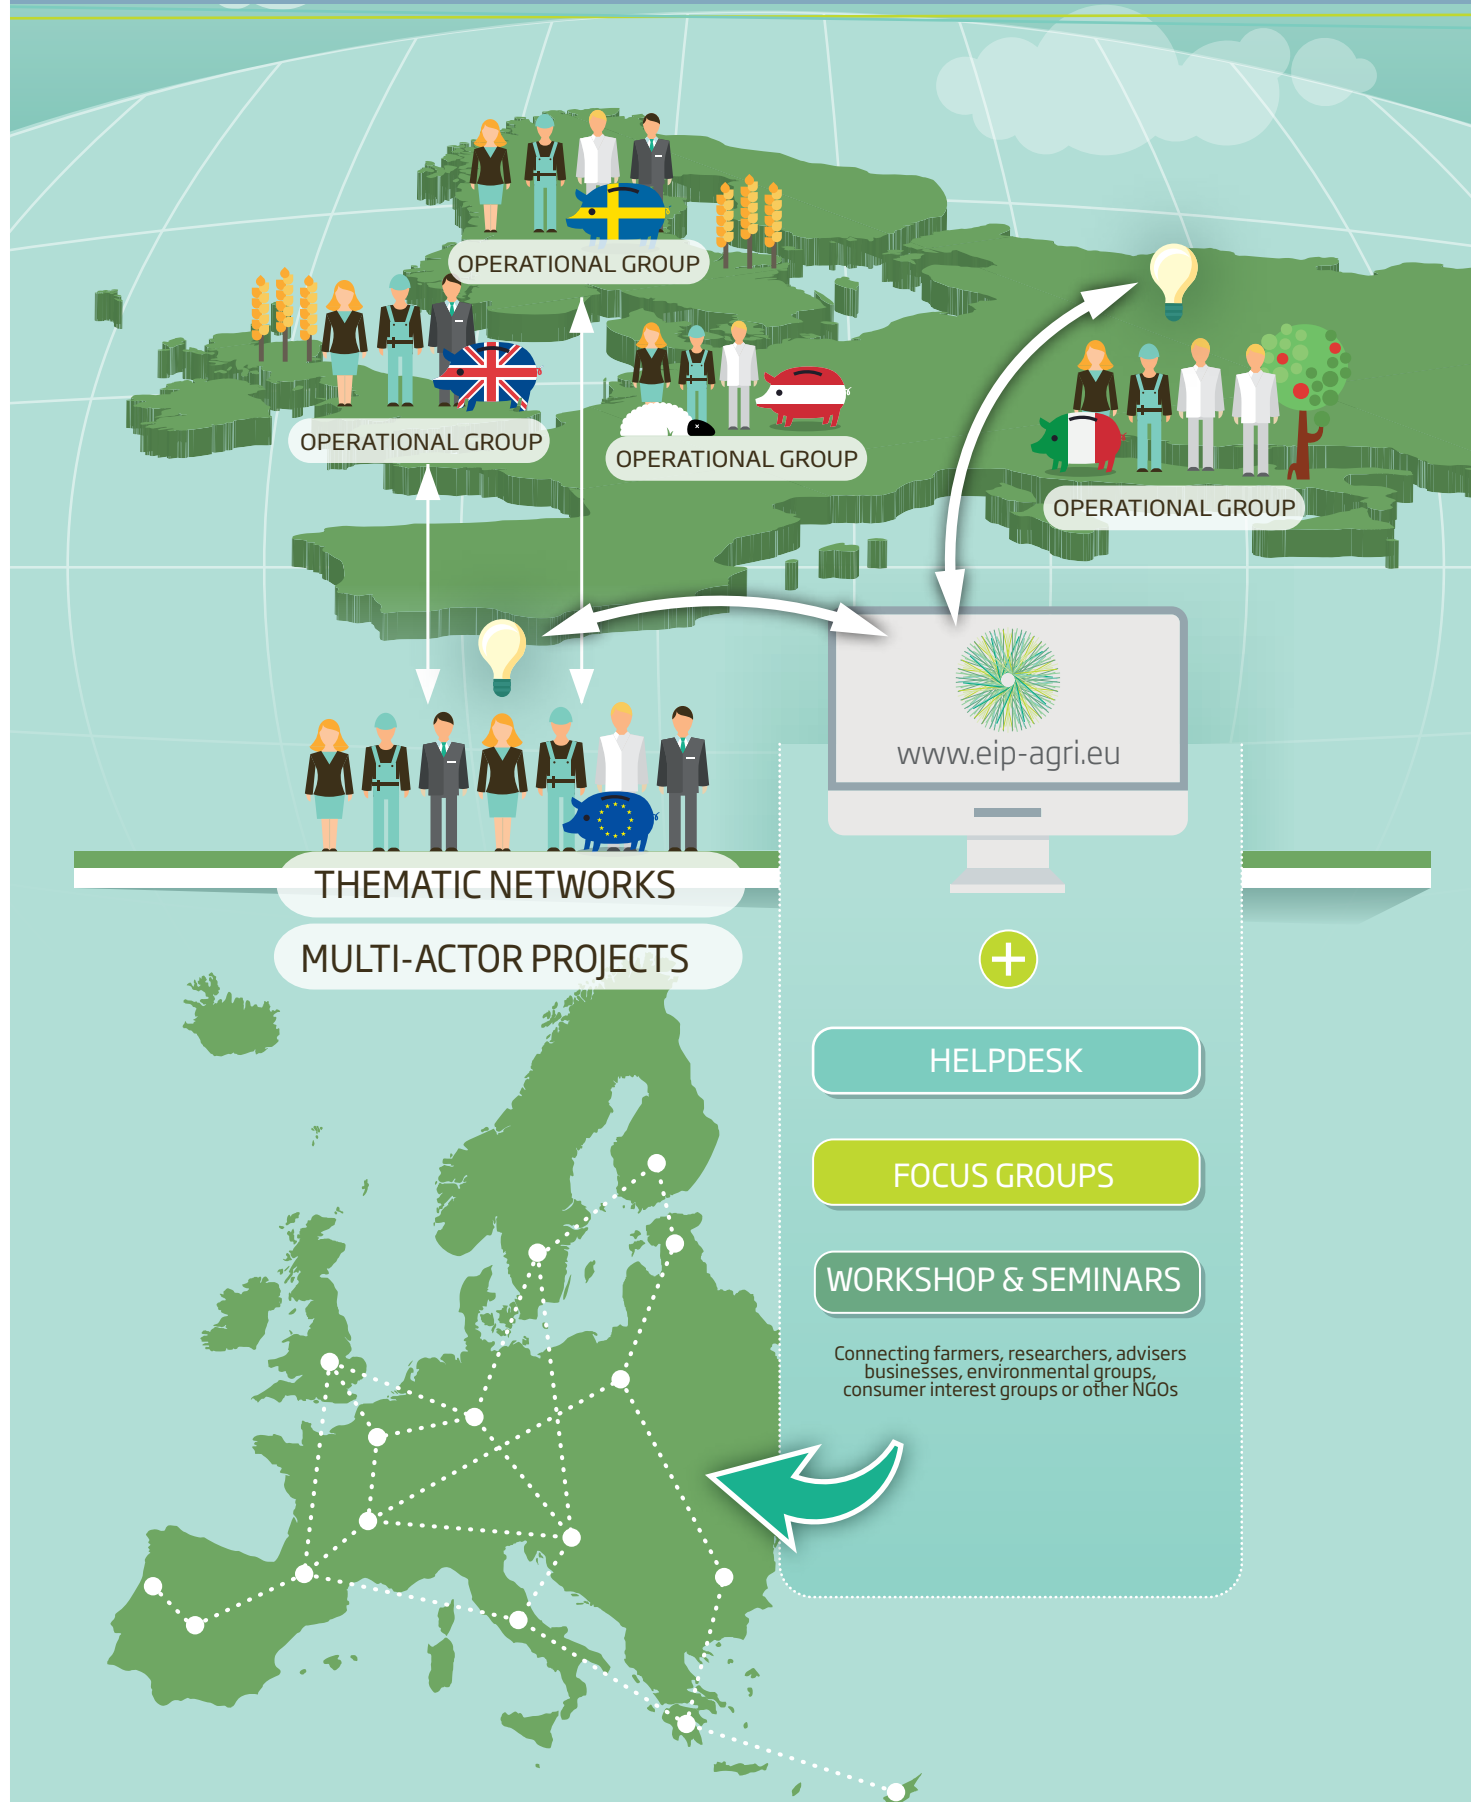 OPERATIONAL GROUP
OPERATIONAL GROUP
OPERATIONAL GROUP
OPERATIONAL GROUP
www.eip-agri.eu
THEMATIC NETWORKS
MULTI-ACTOR PROJECTS
HELPDESK
FOCUS GROUPS
WORKSHOP & SEMINARS
Connecting farmers, researchers, advisers
businesses, environmental groups,
consumer interest groups or other NGOs